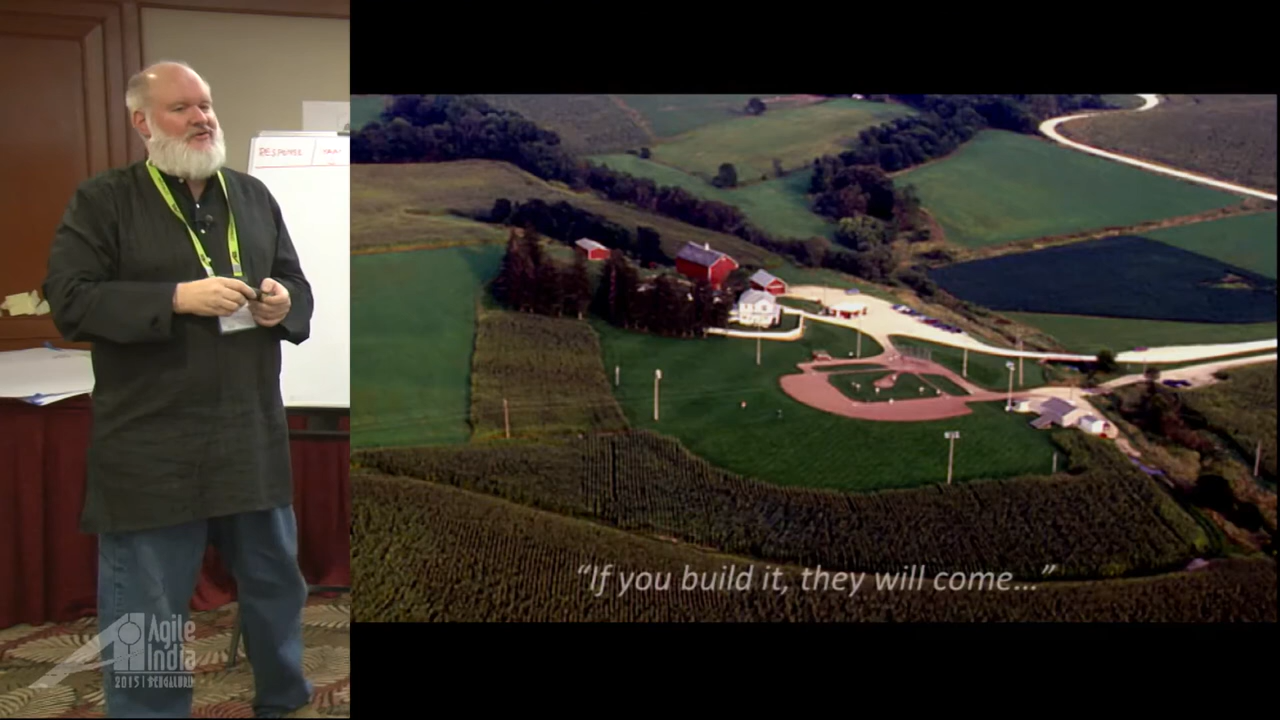 RESPONSE
"If you build it, they will come..."
Agile
India
2015 | BENGALURU